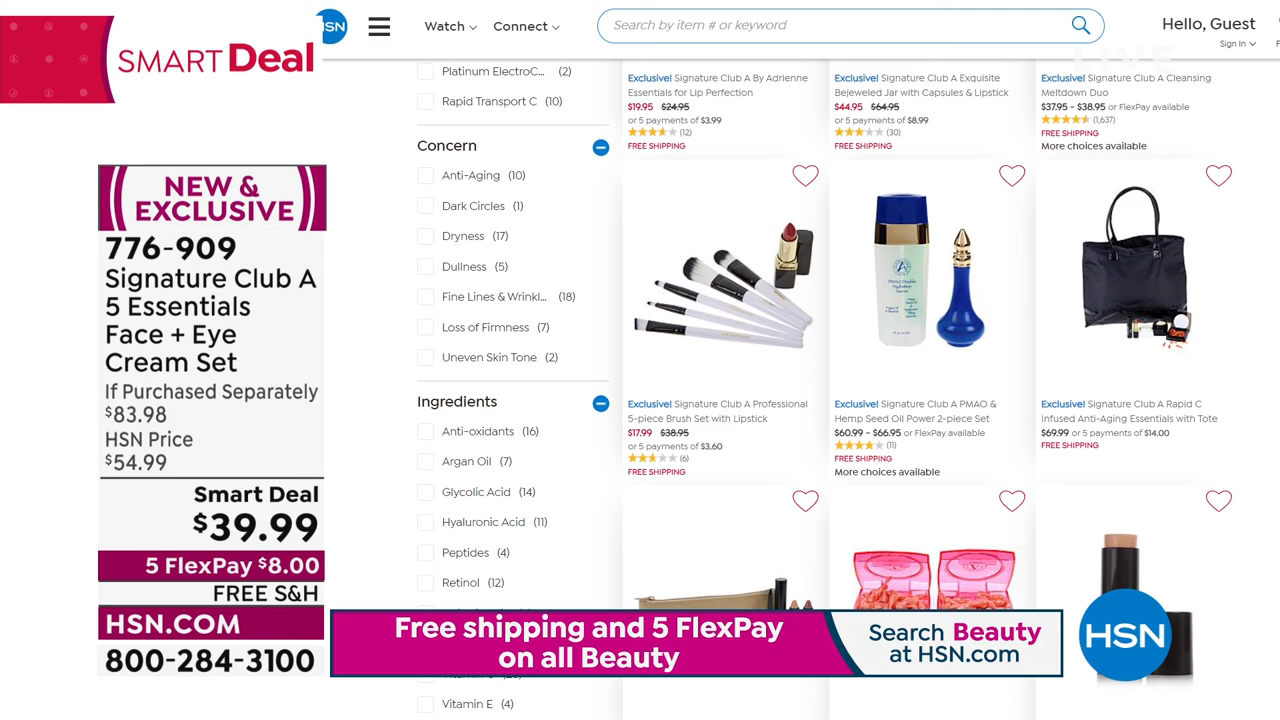 SMART Deal
HSN
Watch
Connect
Search by item # or keyword
Hello, Guest
Sign In
LIVE
NEW &
EXCLUSIVE
776-909
Signature Club A
5 Essentials
Face + Eye
Cream Set
If Purchased Separately
$83.98
HSN Price
$54.99
Smart Deal
$39.99
5 FlexPay $8.00
FREE S&H
HSN.COM
800-284-3100
Platinum ElectroC... (2)
Rapid Transport C (10)
Concern
Anti-Aging (10)
Dark Circles (1)
Dryness (17)
Dullness (5)
Fine Lines & Wrinkl... (18)
Loss of Firmness (7)
Uneven Skin Tone (2)
Ingredients
Anti-oxidants (16)
Argan Oil (7)
Glycolic Acid (14)
Hyaluronic Acid (11)
Peptides (4)
Retinol (12)
Vitamin E (4)
Exclusive! Signature Club A By Adrienne
Essentials for Lip Perfection
$19.95 $24.95
or 5 payments of $3.99
(12)
FREE SHIPPING
Exclusive! Signature Club A Exquisite
Bejeweled Jar with Capsules & Lipstick
$44.95 $64.95
or 5 payments of $8.99
(30)
FREE SHIPPING
Exclusive! Signature Club A Cleansing
Meltdown Duo
$37.95 - $38.95 or FlexPay available
(1,637)
FREE SHIPPING
More choices available
Exclusive! Signature Club A Professional
5-piece Brush Set with Lipstick
$17.99 $38.95
or 5 payments of $3.60
(6)
FREE SHIPPING
Exclusive! Signature Club A PMAO &
Hemp Seed Oil Power 2-piece Set
$60.99 - $66.95 or FlexPay available
(11)
FREE SHIPPING
More choices available
Exclusive! Signature Club A Rapid C
Infused Anti-Aging Essentials with Tote
$69.99 or 5 payments of $14.00
FREE SHIPPING
Free shipping and 5 FlexPay
on all Beauty
Search Beauty
at HSN.com
HSN